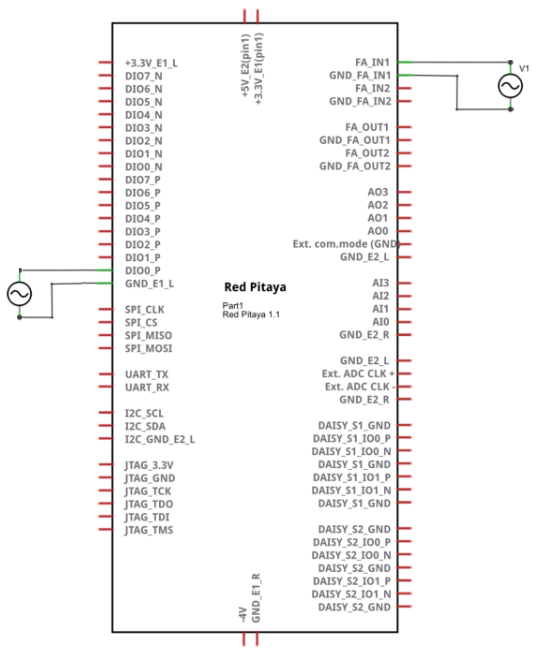 +5V_E2(pin1)
+3.3V_E1(pin1)
+3.3V_E1_L
DIO7_N
DIO6_N
DIO5_N
DIO4_N
DIO3_N
DIO2_N
DIO1_N
DIO0_N
DIO7_P
DIO6_P
DIO5_P
DIO4_P
DIO3_P
DIO2_P
DIO1_P
DIO0_P
GND_E1_L
SPI_CLK
SPI_CS
SPI_MISO
SPI_MOSI
UART_TX
UART_RX
I2C_SCL
I2C_SDA
I2C_GND_E2_L
JTAG_3.3V
JTAG_GND
JTAG_TCK
JTAG_TDO
JTAG_TDI
JTAG_TMS
Red Pitaya
Part1
Red Pitaya 1.1
FA_IN1
GND_FA_IN1
FA_IN2
GND_FA_IN2
FA_OUT1
GND_FA_OUT1
FA_OUT2
GND_FA_OUT2
AO3
AO2
AO1
AO0
Ext. com.mode (GND)
GND_E2_L
AI3
AI2
AI1
AI0
GND_E2_R
GND_E2_L
Ext. ADC CLK +
Ext. ADC CLK -
GND_E2_R
DAISY_S1_GND
DAISY_S1_IO0_P
DAISY_S1_IO0_N
DAISY_S1_GND
DAISY_S1_IO1_P
DAISY_S1_IO1_N
DAISY_S1_GND
DAISY_S2_GND
DAISY_S2_IO0_P
DAISY_S2_IO0_N
DAISY_S2_GND
DAISY_S2_IO1_P
DAISY_S2_IO1_N
DAISY_S2_GND
V1
-4V
GND_E1_R